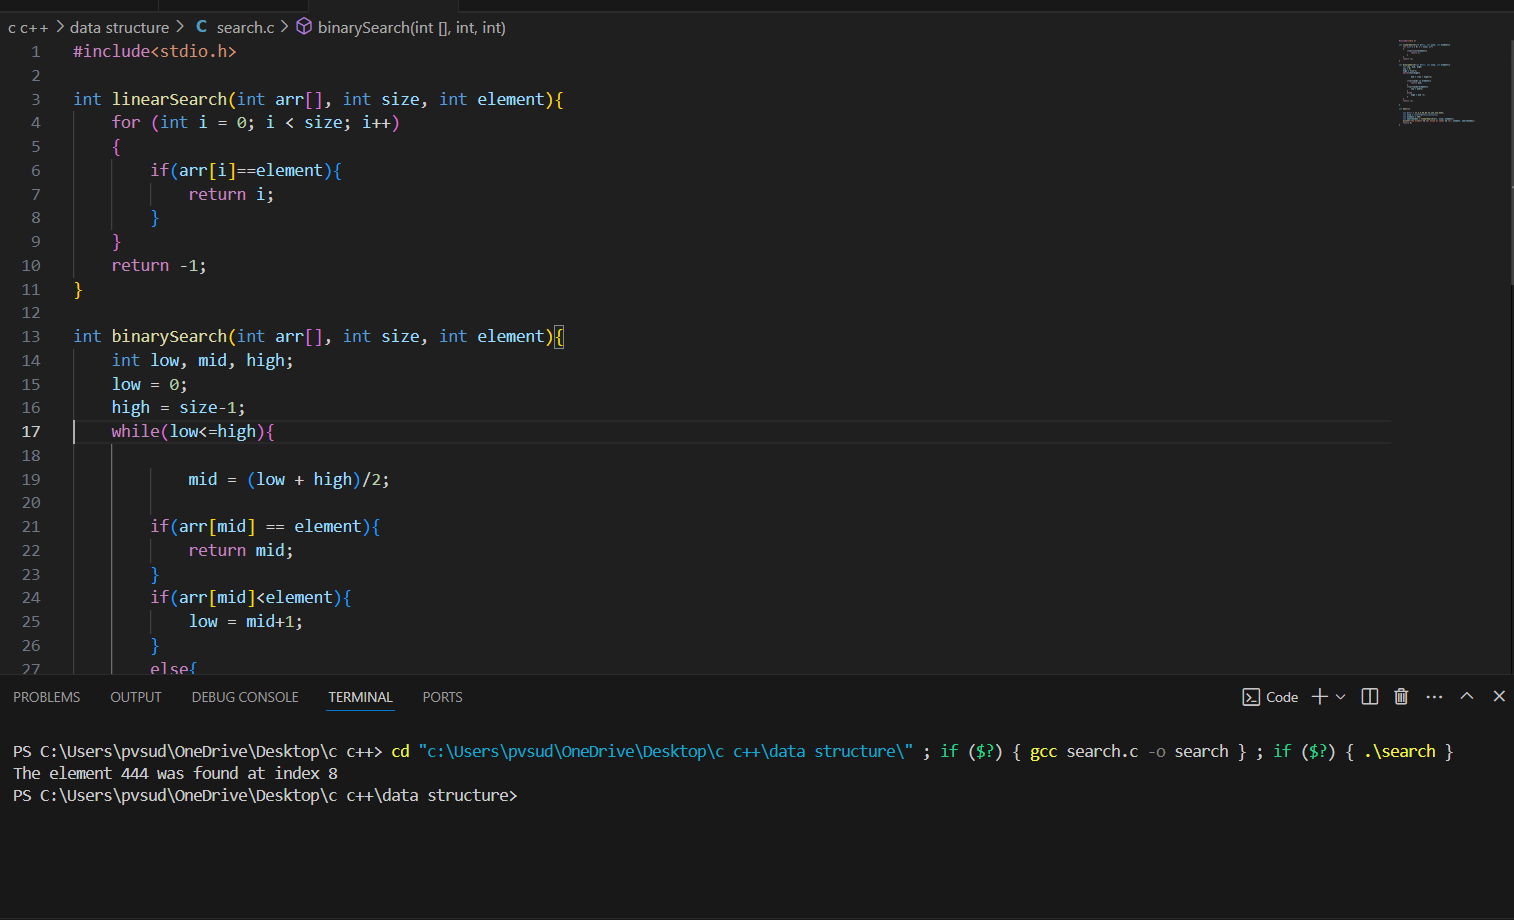 c c++ > data structure > C search.c > binarySearch(int [], int, int)
1 #include<stdio.h>
2
3 int linearSearch(int arr[], int size, int element){
4     for (int i = 0; i < size; i++)
5     {
6         if(arr[i]==element){
7             return i;
8         }
9     }
10     return -1;
11 }
12
13 int binarySearch(int arr[], int size, int element){
14     int low, mid, high;
15     low = 0;
16     high = size-1;
17     while(low<=high){
18
19             mid = (low + high)/2;
20
21         if(arr[mid] == element){
22             return mid;
23         }
24         if(arr[mid]<element){
25             low = mid+1;
26         }
27         else{
PROBLEMS OUTPUT DEBUG CONSOLE TERMINAL PORTS Code
PS C:\Users\pvsud\OneDrive\Desktop\c c++> cd "c:\Users\pvsud\OneDrive\Desktop\c c++\data structure\" ; if ($?) { gcc search.c -o search } ; if ($?) { .\search }
The element 444 was found at index 8
PS C:\Users\pvsud\OneDrive\Desktop\c c++\data structure>